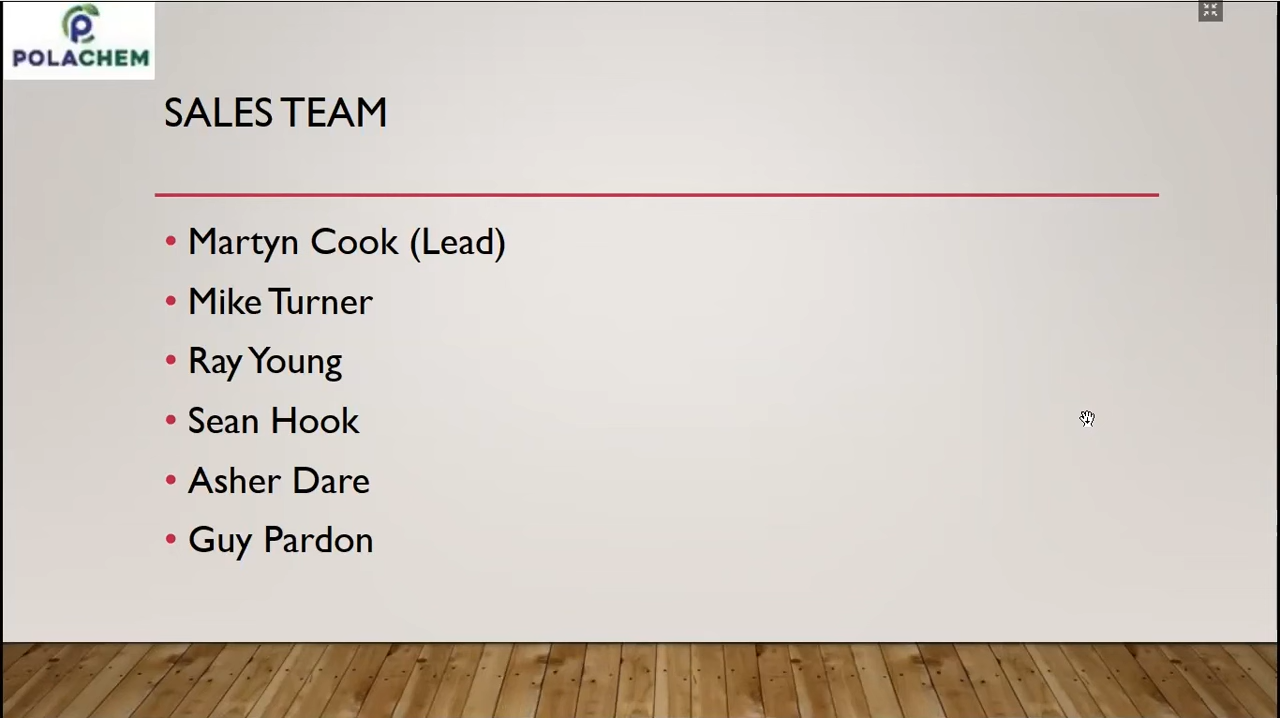 POLACHEM
SALES TEAM
• Martyn Cook (Lead)
• Mike Turner
• Ray Young
• Sean Hook
• Asher Dare
• Guy Pardon